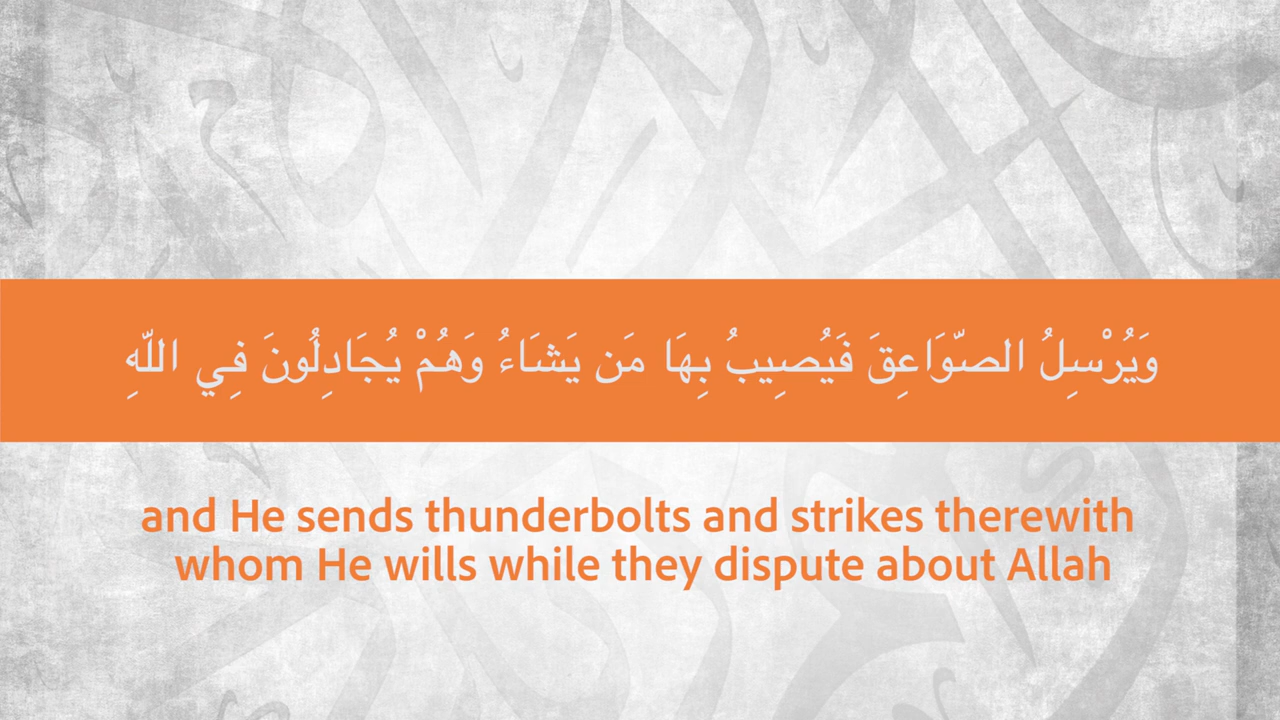 وَيُرْسِلُ الصّوَاعِقَ فَيُصِيبُ بِهَا مَن يَشَاءُ وَهُمْ يُجَادِلُونَ فِي اللّهِ
and He sends thunderbolts and strikes therewith
whom He wills while they dispute about Allah